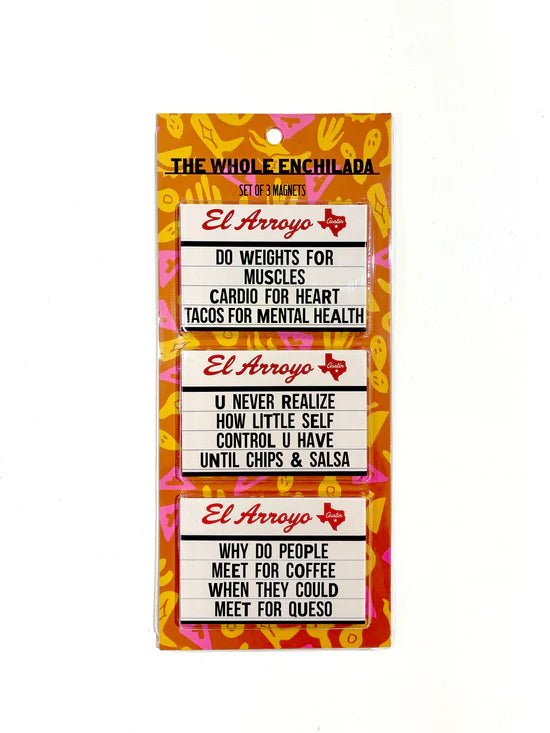 THE WHOLE ENCHILADA
SET OF 3 MAGNETS
El Arroyo Austin
DO WEIGHTS FOR
MUSCLES
CARDIO FOR HEART
TACOS FOR MENTAL HEALTH
El Arroyo Austin
U NEVER REALIZE
HOW LITTLE SELF
CONTROL U HAVE
UNTIL CHIPS & SALSA
El Arroyo Austin
WHY DO PEOPLE
MEET FOR COFFEE
WHEN THEY COULD
MEET FOR QUESO